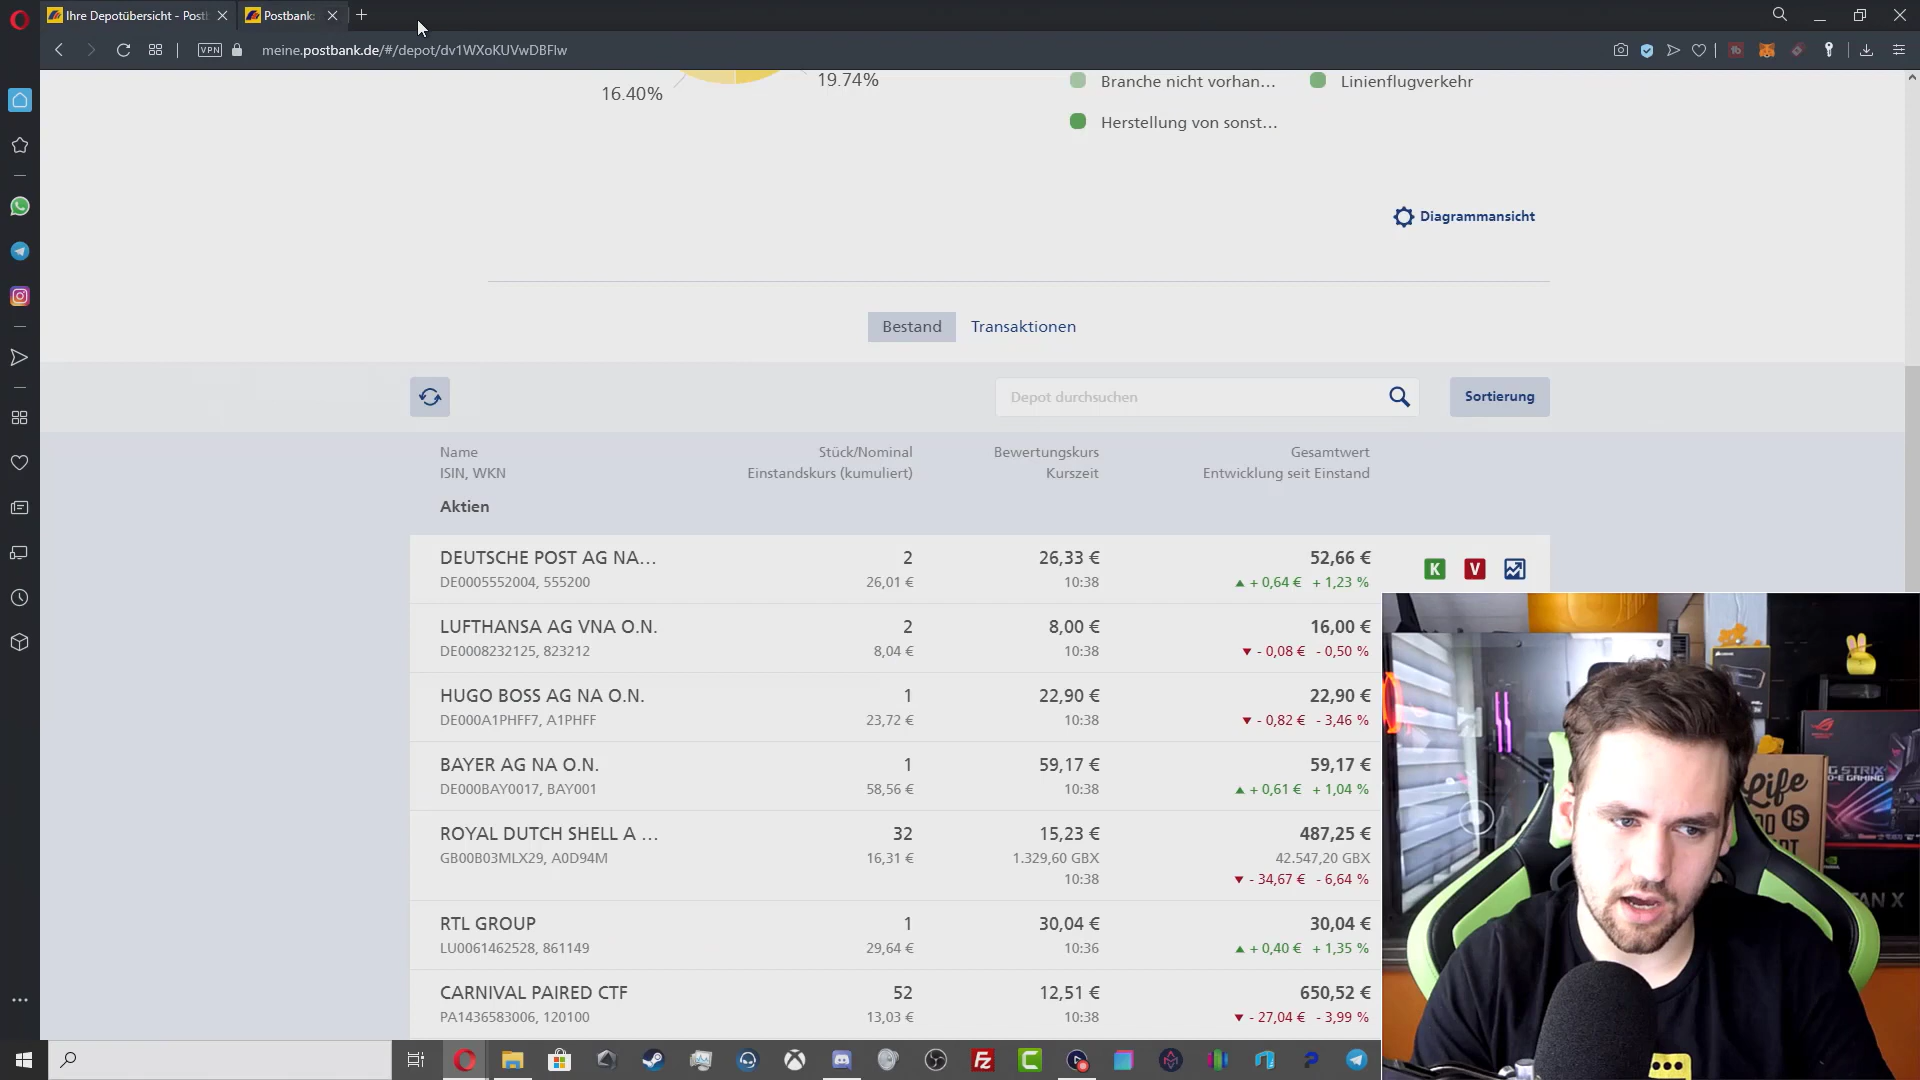 Ihre Depotübersicht - Post
Postbank:
VPN
meine.postbank.de/#/depot/dv1WXoKUVwDBFlw
16.40%
19.74%
Branche nicht vorhan…
Linienflugverkehr
Herstellung von sonst…
Diagrammansicht
Bestand
Transaktionen
Depot durchsuchen
Sortierung
Name
Stück/Nominal
Bewertungskurs
Gesamtwert
ISIN, WKN
Einstandskurs (kumuliert)
Kurszeit
Entwicklung seit Einstand
Aktien
DEUTSCHE POST AG NA…
2
26,33 €
52,66 €
K
V
DE0005552004, 555200
26,01 €
10:38
+ 0,64 € + 1,23 %
LUFTHANSA AG VNA O.N.
2
8,00 €
16,00 €
DE0008232125, 823212
8,04 €
10:38
- 0,08 € - 0,50 %
HUGO BOSS AG NA O.N.
1
22,90 €
22,90 €
DE000A1PHFF7, A1PHFF
23,72 €
10:38
- 0,82 € - 3,46 %
BAYER AG NA O.N.
1
59,17 €
59,17 €
DE000BAY0017, BAY001
58,56 €
10:38
+ 0,61 € + 1,04 %
ROYAL DUTCH SHELL A …
32
15,23 €
487,25 €
GB00B03MLX29, A0D94M
16,31 €
1.329,60 GBX
42.547,20 GBX
10:38
- 34,67 € - 6,64 %
RTL GROUP
1
30,04 €
30,04 €
LU0061462528, 861149
29,64 €
10:36
+ 0,40 € + 1,35 %
CARNIVAL PAIRED CTF
52
12,51 €
650,52 €
PA1436583006, 120100
13,03 €
10:38
- 27,04 € - 3,99 %
Life
DO IS
G STRIX
-E GAMING
TAN X
Fz
C